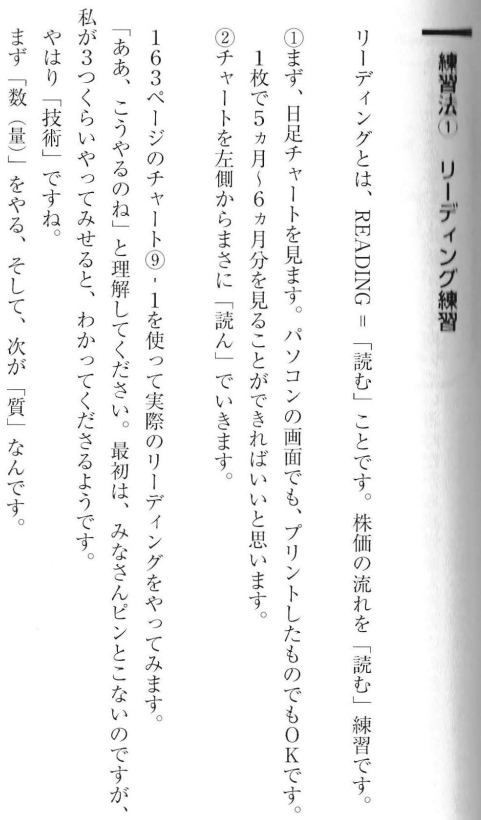 練習法① リーディング練習
リーディングとは、READING＝「読む」ことです。株価の流れを「読む」練習です。
①まず、日足チャートを見ます。パソコンの画面でも、プリントしたものでもOKです。
1枚で5ヵ月～6ヵ月分を見ることができればいいと思います。
②チャートを左側からまさに「読ん」でいきます。
163ページのチャート⑨-1を使って実際のリーディングをやってみます。
「ああ、こうやるのね」と理解してください。最初は、みなさんピンとこないのですが、
私が3つくらいやってみせると、わかってくださるようです。
やはり「技術」ですね。
まず「数（量）」をやる、そして、次が「質」なんです。